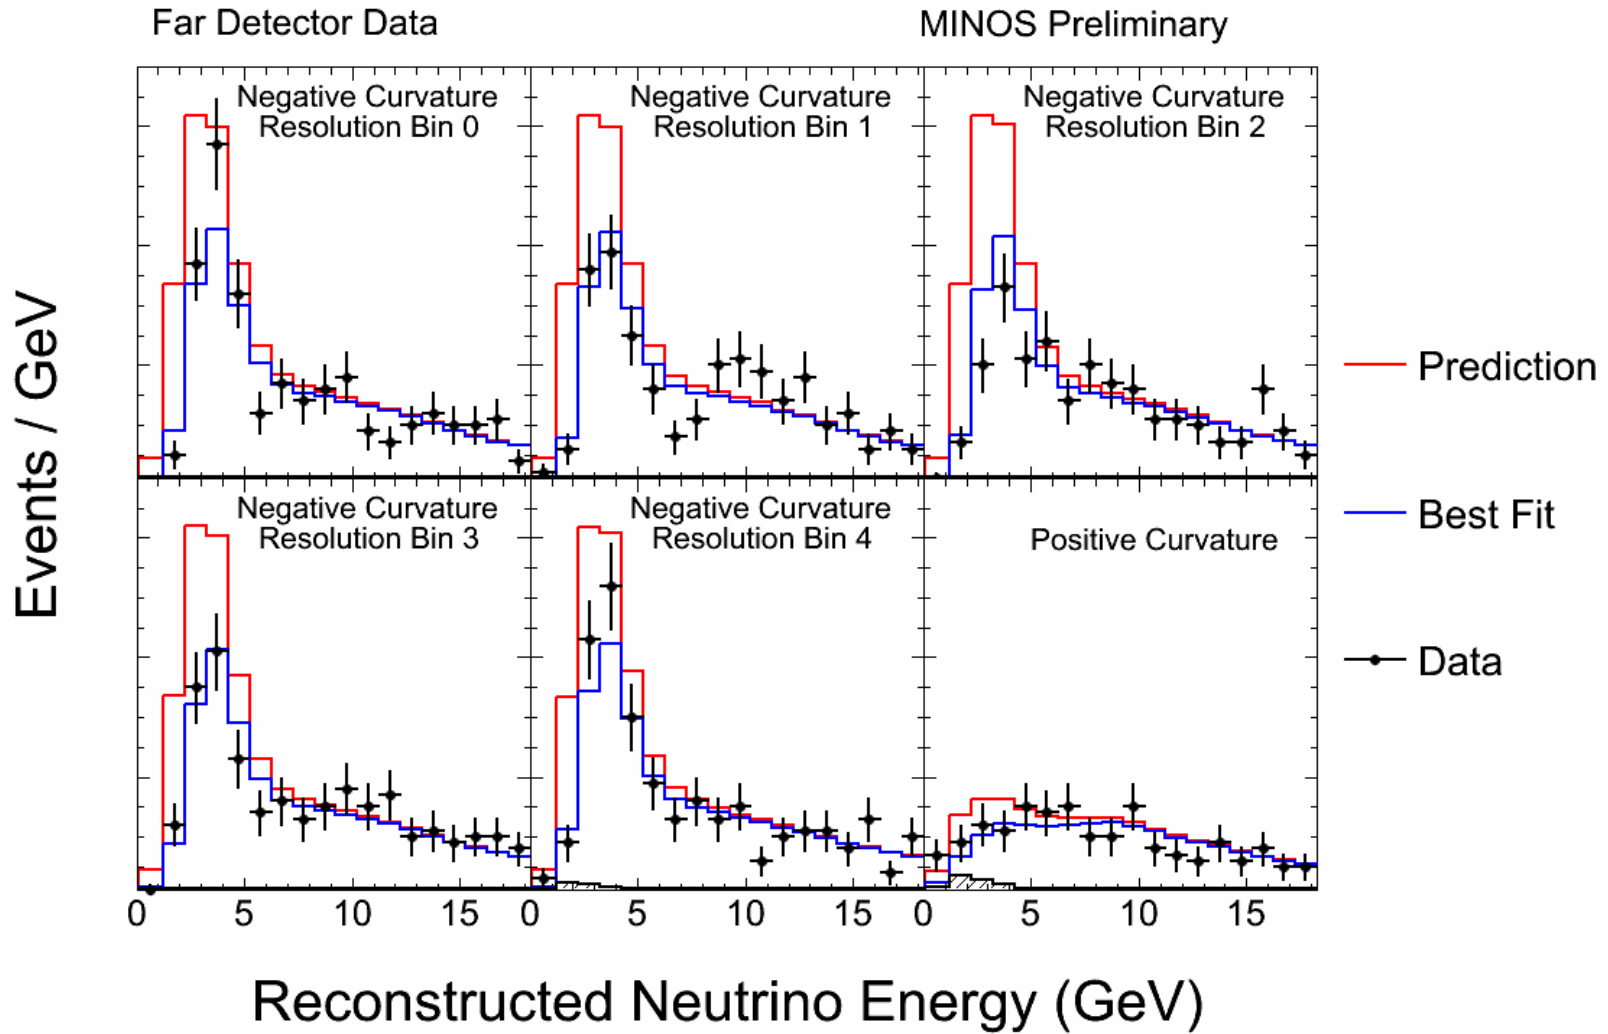 Far Detector Data
MINOS Preliminary
Negative Curvature
Resolution Bin 0
Negative Curvature
Resolution Bin 1
Negative Curvature
Resolution Bin 2
Negative Curvature
Resolution Bin 3
Negative Curvature
Resolution Bin 4
Positive Curvature
Events / GeV
Prediction
Best Fit
Data
0 5 10 15 0 5 10 15 0 5 10 15
Reconstructed Neutrino Energy (GeV)